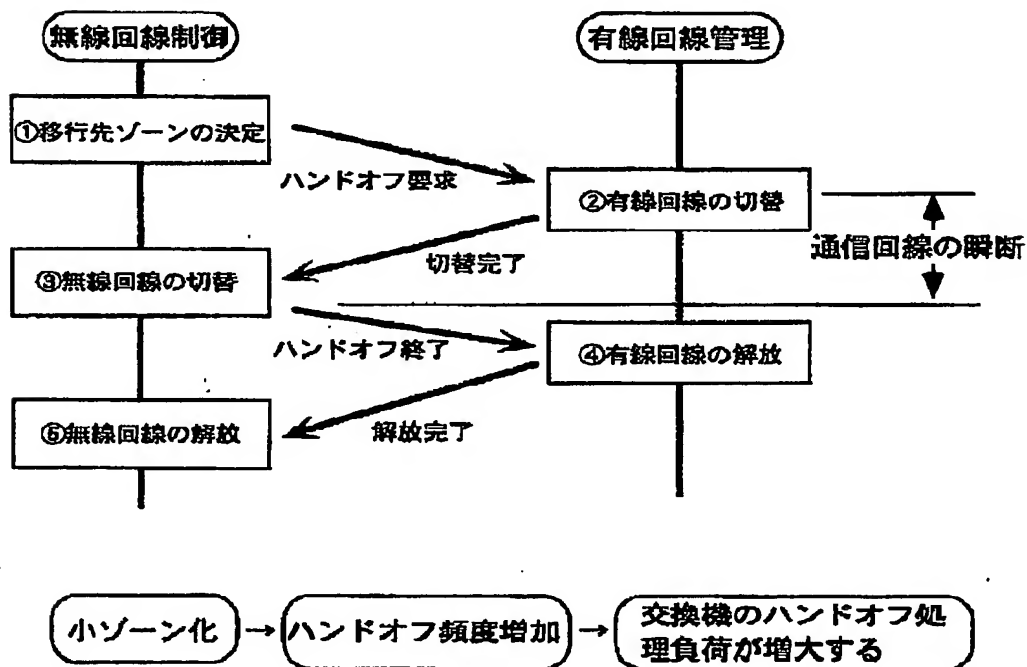 無線回線制御
有線回線管理
①移行先ゾーンの決定
ハンドオフ要求
②有線回線の切替
通信回線の瞬断
切替完了
③無線回線の切替
ハンドオフ終了
④有線回線の解放
解放完了
⑤無線回線の解放
小ゾーン化
ハンドオフ頻度増加
交換機のハンドオフ処
理負荷が増大する